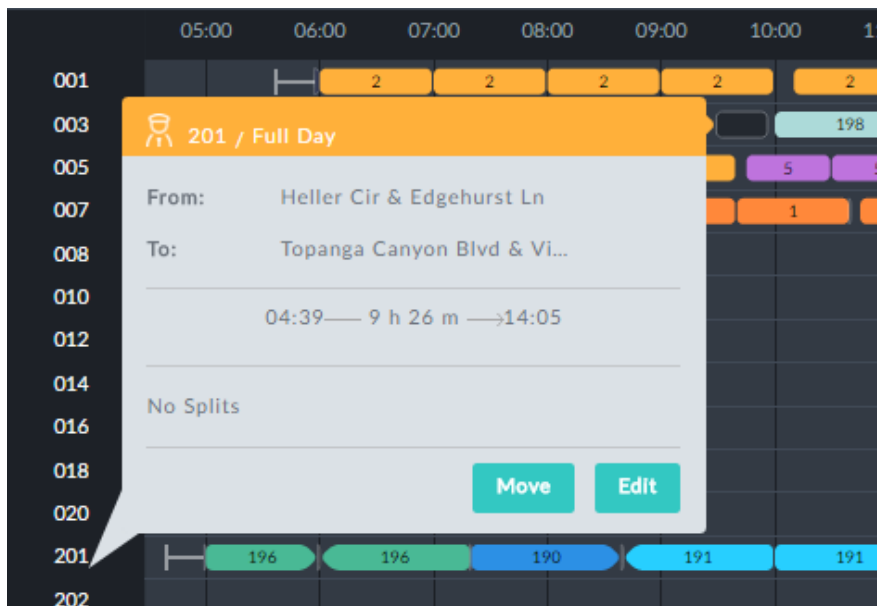 05:00 06:00 07:00 08:00 09:00 10:00 1
001 2 2 2 2 2
003 198
201 / Full Day
005 5 5
From: Heller Cir & Edgehurst Ln
007 1
To: Topanga Canyon Blvd & Vi...
008
010
04:39 9 h 26 m 14:05
012
014
No Splits
016
018
Move Edit
020
201 196 196 190 191 191
202